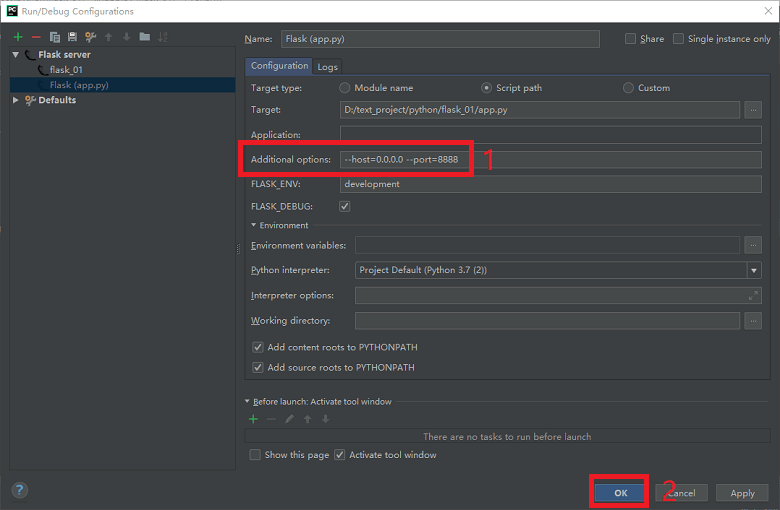 PC Run/Debug Configurations
Name: Flask (app.py) Share Single instance only
Flask server
flask_01
Flask (app.py)
Defaults
Configuration Logs
Target type: Module name Script path Custom
Target: D:/text_project/python/flask_01/app.py ...
Application:
Additional options: --host=0.0.0.0 --port=8888 1
FLASK_ENV: development
FLASK_DEBUG:
Environment
Environment variables: ...
Python interpreter: Project Default (Python 3.7 (2))
Interpreter options:
Working directory: ...
Add content roots to PYTHONPATH
Add source roots to PYTHONPATH
Before launch: Activate tool window
There are no tasks to run before launch
Show this page Activate tool window
? OK 2 Cancel Apply